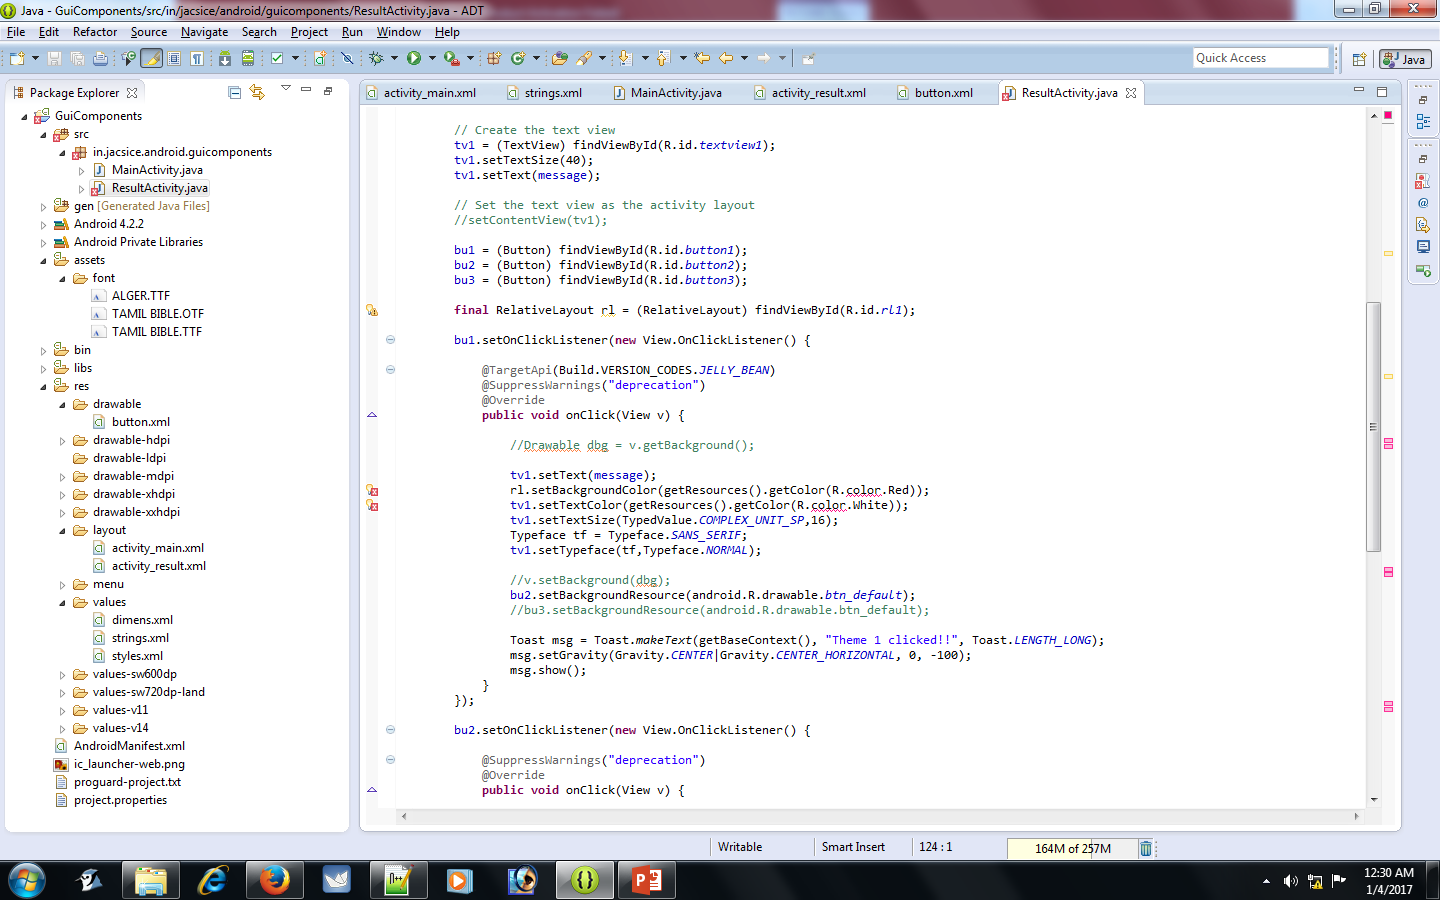 Java - GuiComponents/src/in/jacsice/android/guicomponents/ResultActivity.java - ADT
File Edit Refactor Source Navigate Search Project Run Window Help
Quick Access
Java
Package Explorer
activity_main.xml strings.xml MainActivity.java activity_result.xml button.xml ResultActivity.java
GuiComponents
src
in.jacsice.android.guicomponents
MainActivity.java
ResultActivity.java
gen [Generated Java Files]
Android 4.2.2
Android Private Libraries
assets
font
ALGER.TTF
TAMIL BIBLE.OTF
TAMIL BIBLE.TTF
bin
libs
res
drawable
button.xml
drawable-hdpi
drawable-ldpi
drawable-mdpi
drawable-xhdpi
drawable-xxhdpi
layout
activity_main.xml
activity_result.xml
menu
values
dimens.xml
strings.xml
styles.xml
values-sw600dp
values-sw720dp-land
values-v11
values-v14
AndroidManifest.xml
ic_launcher-web.png
proguard-project.txt
project.properties
// Create the text view
tv1 = (TextView) findViewById(R.id.textview1);
tv1.setTextSize(40);
tv1.setText(message);
// Set the text view as the activity layout
//setContentView(tv1);
bu1 = (Button) findViewById(R.id.button1);
bu2 = (Button) findViewById(R.id.button2);
bu3 = (Button) findViewById(R.id.button3);
final RelativeLayout rl = (RelativeLayout) findViewById(R.id.rl1);
bu1.setOnClickListener(new View.OnClickListener() {
@TargetApi(Build.VERSION_CODES.JELLY_BEAN)
@SuppressWarnings("deprecation")
@Override
public void onClick(View v) {
//Drawable dbg = v.getBackground();
tv1.setText(message);
rl.setBackgroundColor(getResources().getColor(R.color.Red));
tv1.setTextColor(getResources().getColor(R.color.White));
tv1.setTextSize(TypedValue.COMPLEX_UNIT_SP,16);
Typeface tf = Typeface.SANS_SERIF;
tv1.setTypeface(tf,Typeface.NORMAL);
//v.setBackground(dbg);
bu2.setBackgroundResource(android.R.drawable.btn_default);
//bu3.setBackgroundResource(android.R.drawable.btn_default);
Toast msg = Toast.makeText(getBaseContext(), "Theme 1 clicked!!", Toast.LENGTH_LONG);
msg.setGravity(Gravity.CENTER|Gravity.CENTER_HORIZONTAL, 0, -100);
msg.show();
}
});
bu2.setOnClickListener(new View.OnClickListener() {
@SuppressWarnings("deprecation")
@Override
public void onClick(View v) {
Writable Smart Insert 124 : 1 164M of 257M
12:30 AM
1/4/2017